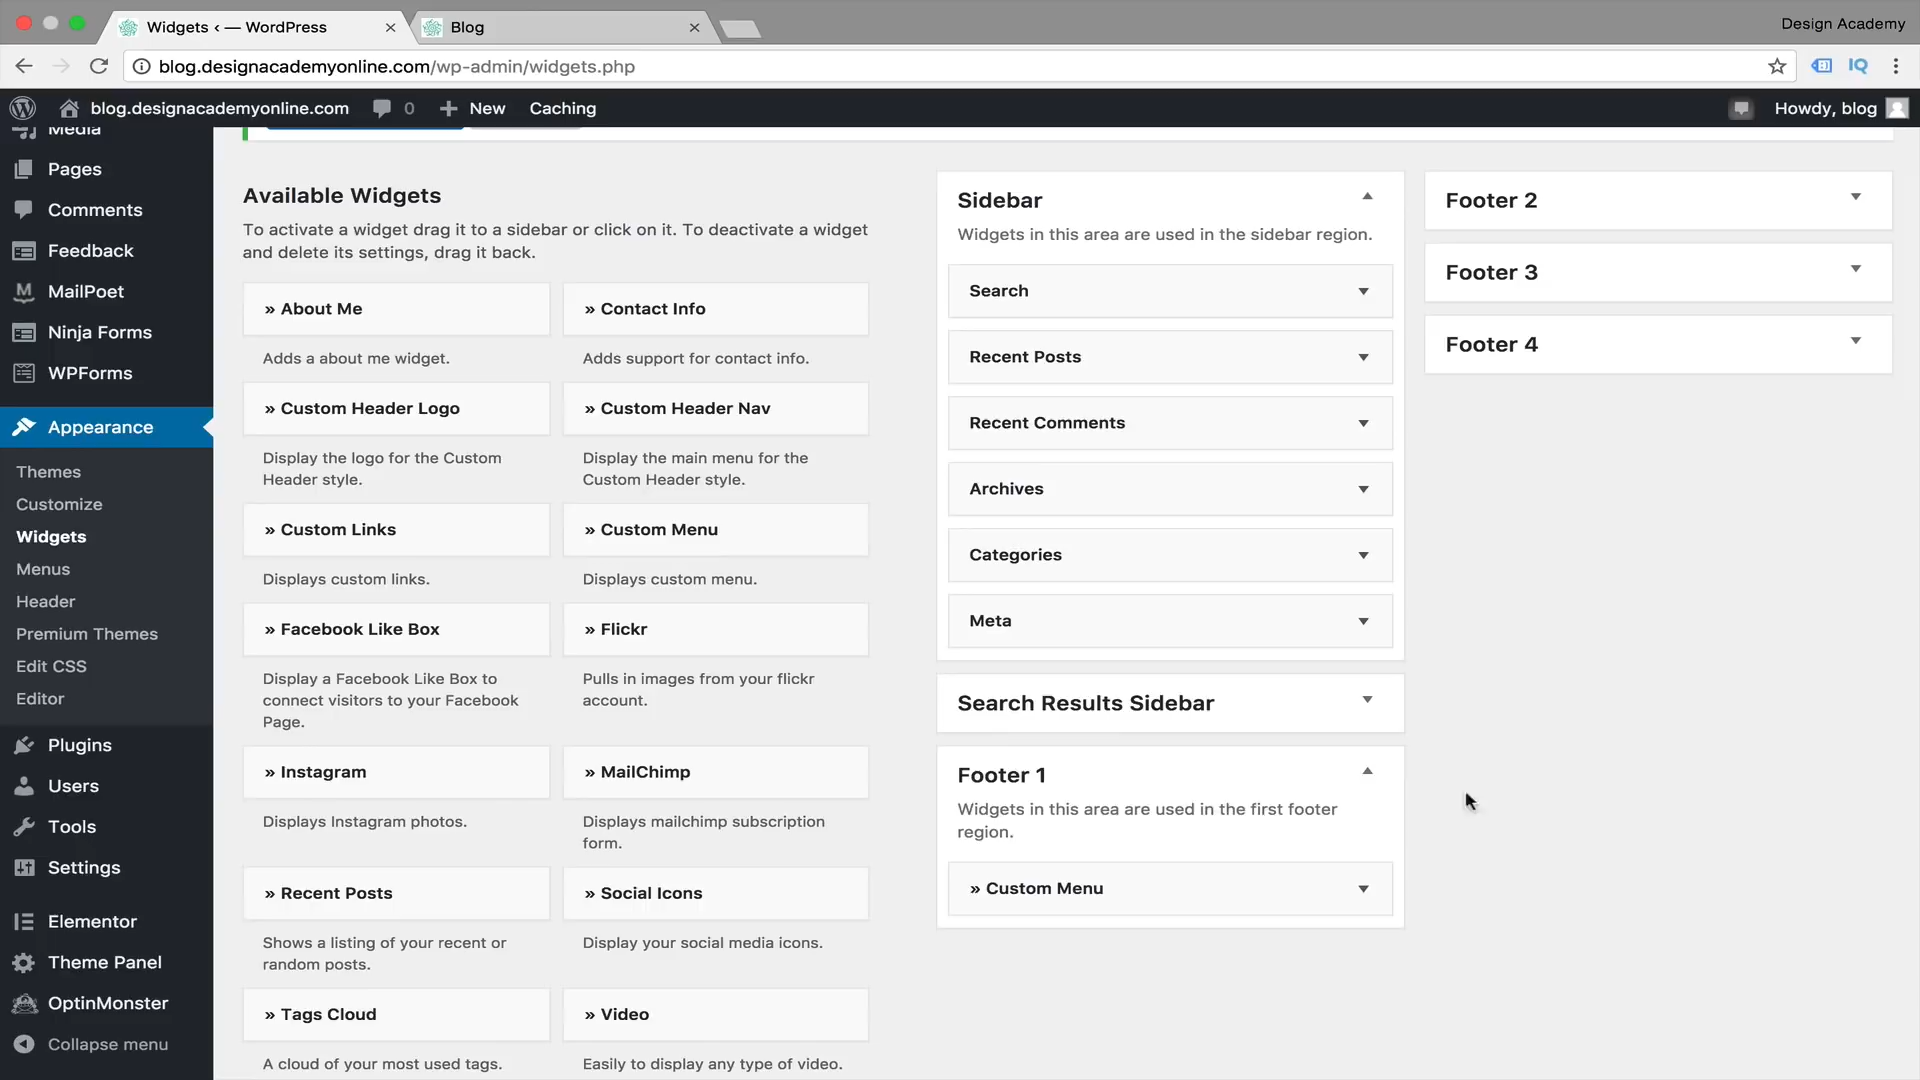 Widgets ‹ — WordPress
Blog
Design Academy
blog.designacademyonline.com/wp-admin/widgets.php
IQ
blog.designacademyonline.com
0
New
Caching
Howdy, blog
Media
Pages
Comments
Feedback
MailPoet
Ninja Forms
WPForms
Appearance
Themes
Customize
Widgets
Menus
Header
Premium Themes
Edit CSS
Editor
Plugins
Users
Tools
Settings
Elementor
Theme Panel
OptinMonster
Collapse menu
Available Widgets
To activate a widget drag it to a sidebar or click on it. To deactivate a widget
and delete its settings, drag it back.
» About Me
Adds a about me widget.
» Contact Info
Adds support for contact info.
» Custom Header Logo
Display the logo for the Custom
Header style.
» Custom Header Nav
Display the main menu for the
Custom Header style.
» Custom Links
Displays custom links.
» Custom Menu
Displays custom menu.
» Facebook Like Box
Display a Facebook Like Box to
connect visitors to your Facebook
Page.
» Flickr
Pulls in images from your flickr
account.
» Instagram
Displays Instagram photos.
» MailChimp
Displays mailchimp subscription
form.
» Recent Posts
Shows a listing of your recent or
random posts.
» Social Icons
Display your social media icons.
» Tags Cloud
A cloud of your most used tags.
» Video
Easily to display any type of video.
Sidebar
Widgets in this area are used in the sidebar region.
Search
Recent Posts
Recent Comments
Archives
Categories
Meta
Search Results Sidebar
Footer 1
Widgets in this area are used in the first footer
region.
» Custom Menu
Footer 2
Footer 3
Footer 4